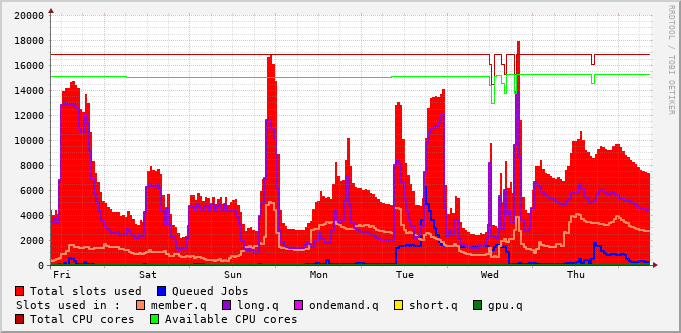 20000
18000
16000
14000
12000
10000
8000
6000
4000
2000
0
Fri Sat Sun Mon Tue Wed Thu
RRDTOOL / TOBI OETIKER
Total slots used Queued Jobs
Slots used in : member.q long.q ondemand.q short.q gpu.q
Total CPU cores Available CPU cores